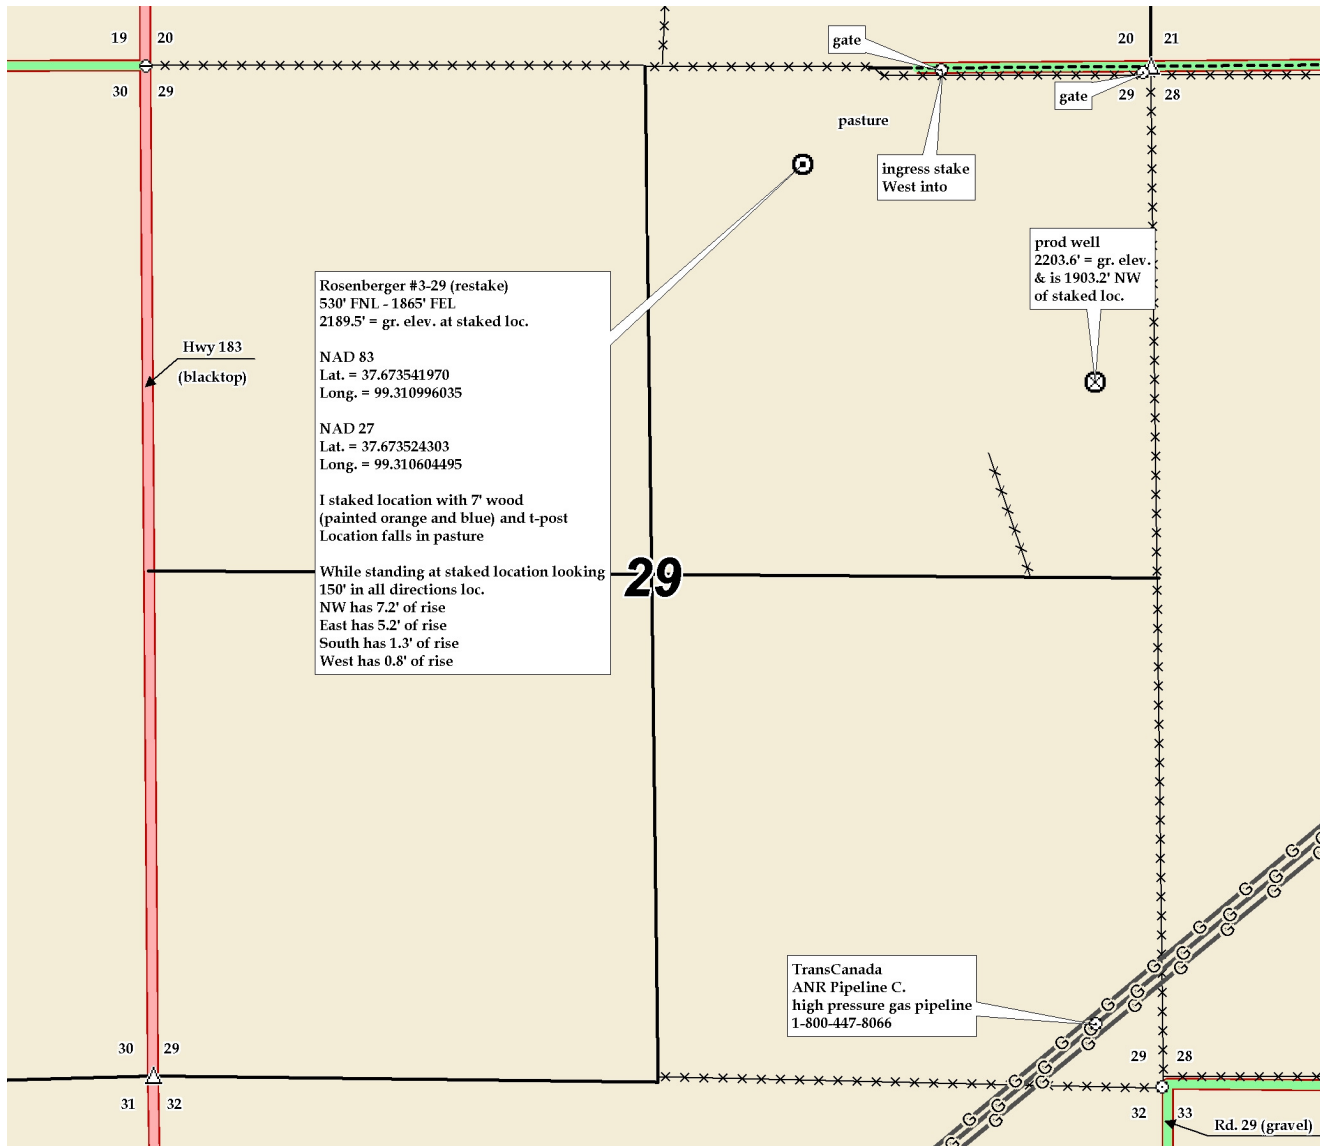 19 20
20 21
gate
30 29
gate
29 28
pasture
ingress stake
West into
prod well
2203.6' = gr. elev.
& is 1903.2' NW
of staked loc.
Rosenberger #3-29 (restake)
530' FNL - 1865' FEL
2189.5' = gr. elev. at staked loc.
NAD 83
Lat. = 37.673541970
Long. = 99.310996035
NAD 27
Lat. = 37.673524303
Long. = 99.310604495
I staked location with 7' wood
(painted orange and blue) and t-post
Location falls in pasture
While standing at staked location looking
150' in all directions loc.
NW has 7.2' of rise
East has 5.2' of rise
South has 1.3' of rise
West has 0.8' of rise
Hwy 183
(blacktop)
29
TransCanada
ANR Pipeline C.
high pressure gas pipeline
1-800-447-8066
30 29
29 28
31 32
32 33
Rd. 29 (gravel)